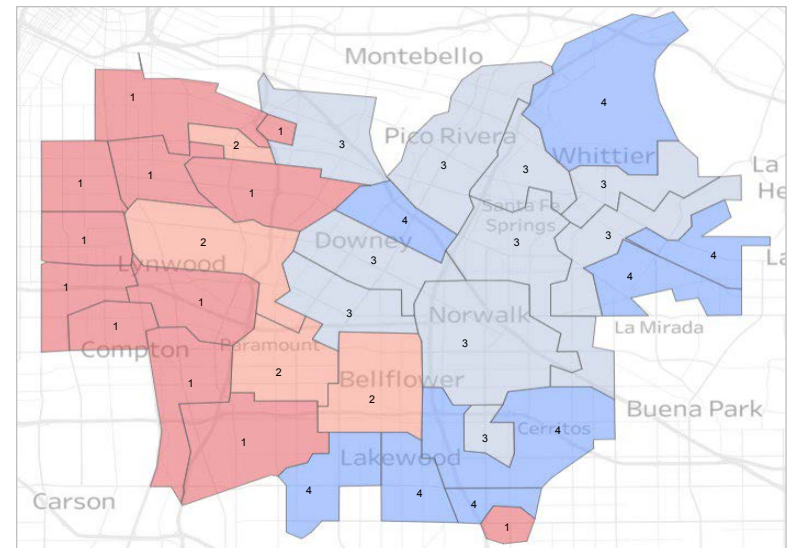 Montebello
4
1
1
2
3
Pico Rivera
3
Whittier
3
La
He
1
1
1
3
Santa Fe
Springs
4
1
2
Downey
3
3
3
4
La
Lynwood
4
1
1
3
Norwalk
La Mirada
1
Compton
Paramount
3
1
2
Bellflower
2
Buena Park
1
3
Cerritos
4
Lakewood
4
4
4
Carson
1